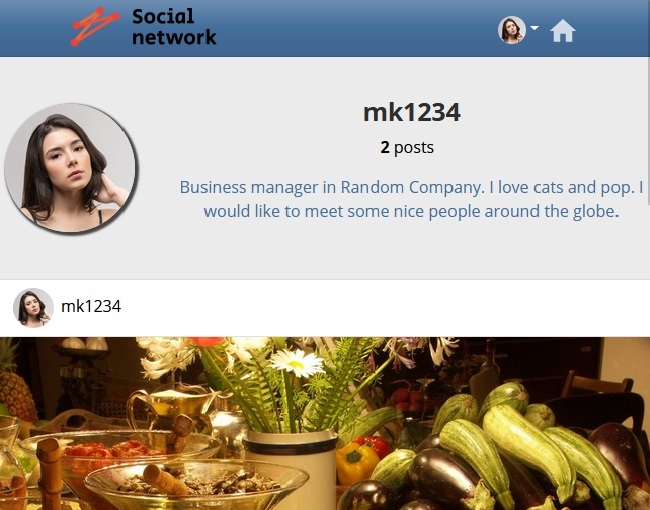 Social
network
mk1234
2 posts
Business manager in Random Company. I love cats and pop. I
would like to meet some nice people around the globe.
mk1234